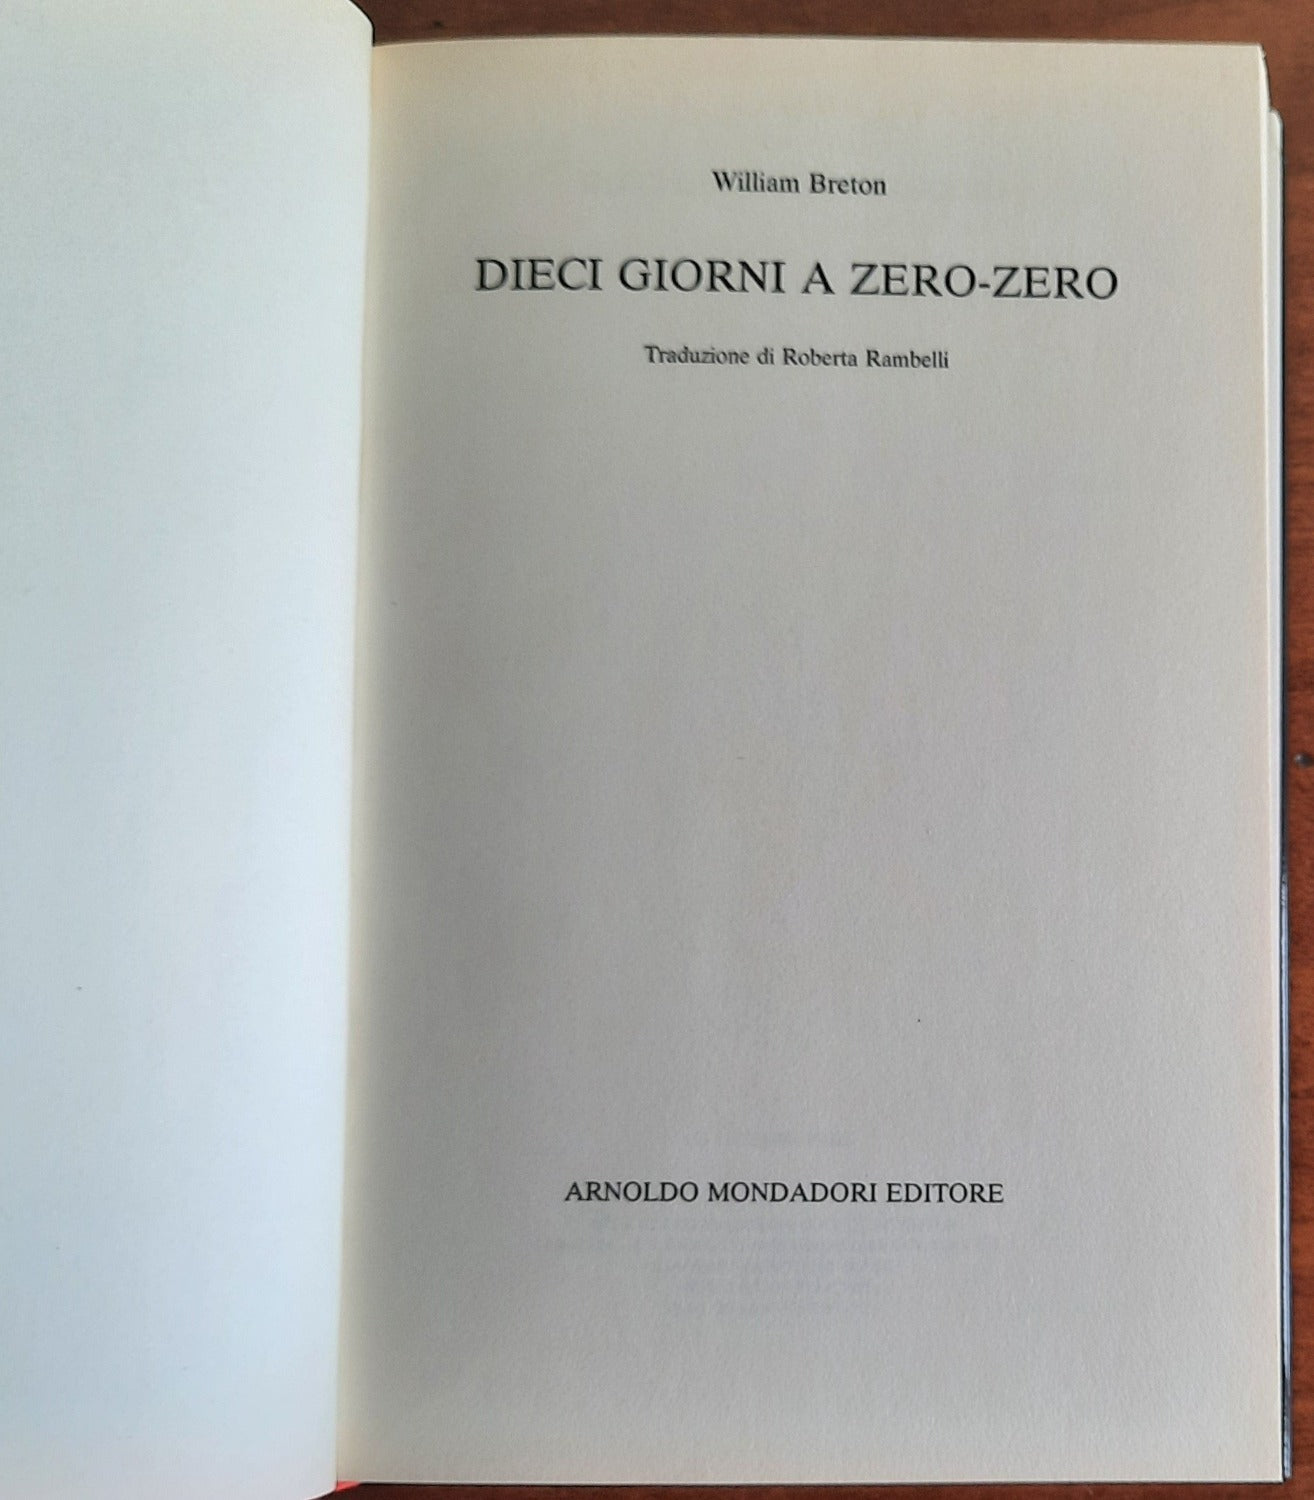 William Breton
DIECI GIORNI A ZERO-ZERO
Traduzione di Roberta Rambelli
ARNOLDO MONDADORI EDITORE